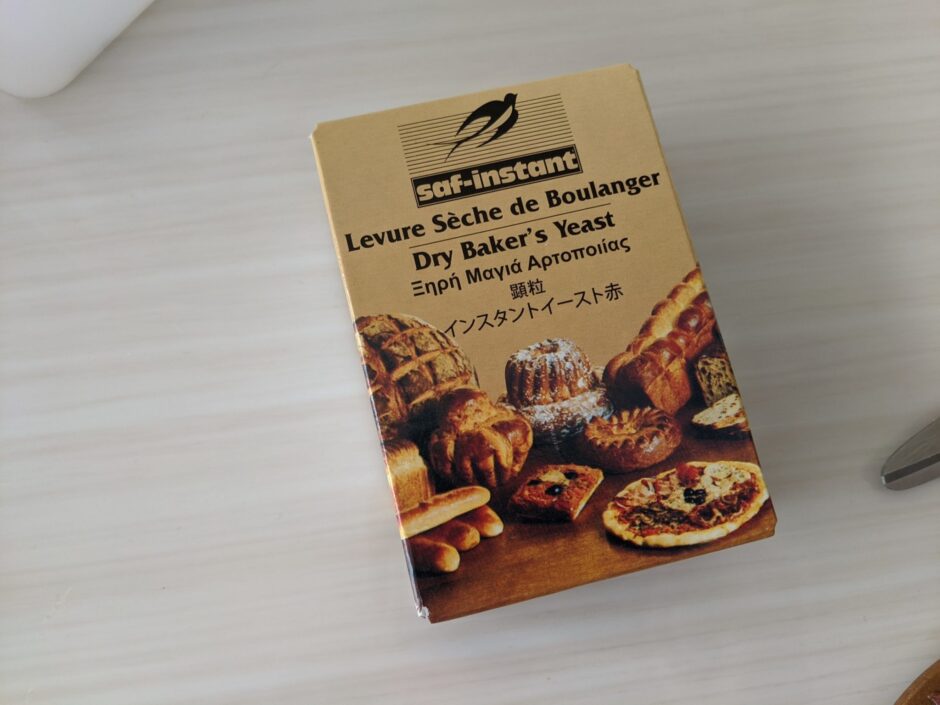 saf-instant
Levure Sèche de Boulanger
Dry Baker's Yeast
Ξηρή Μαγιά Αρτοποιίας
顆粒
インスタントイースト赤